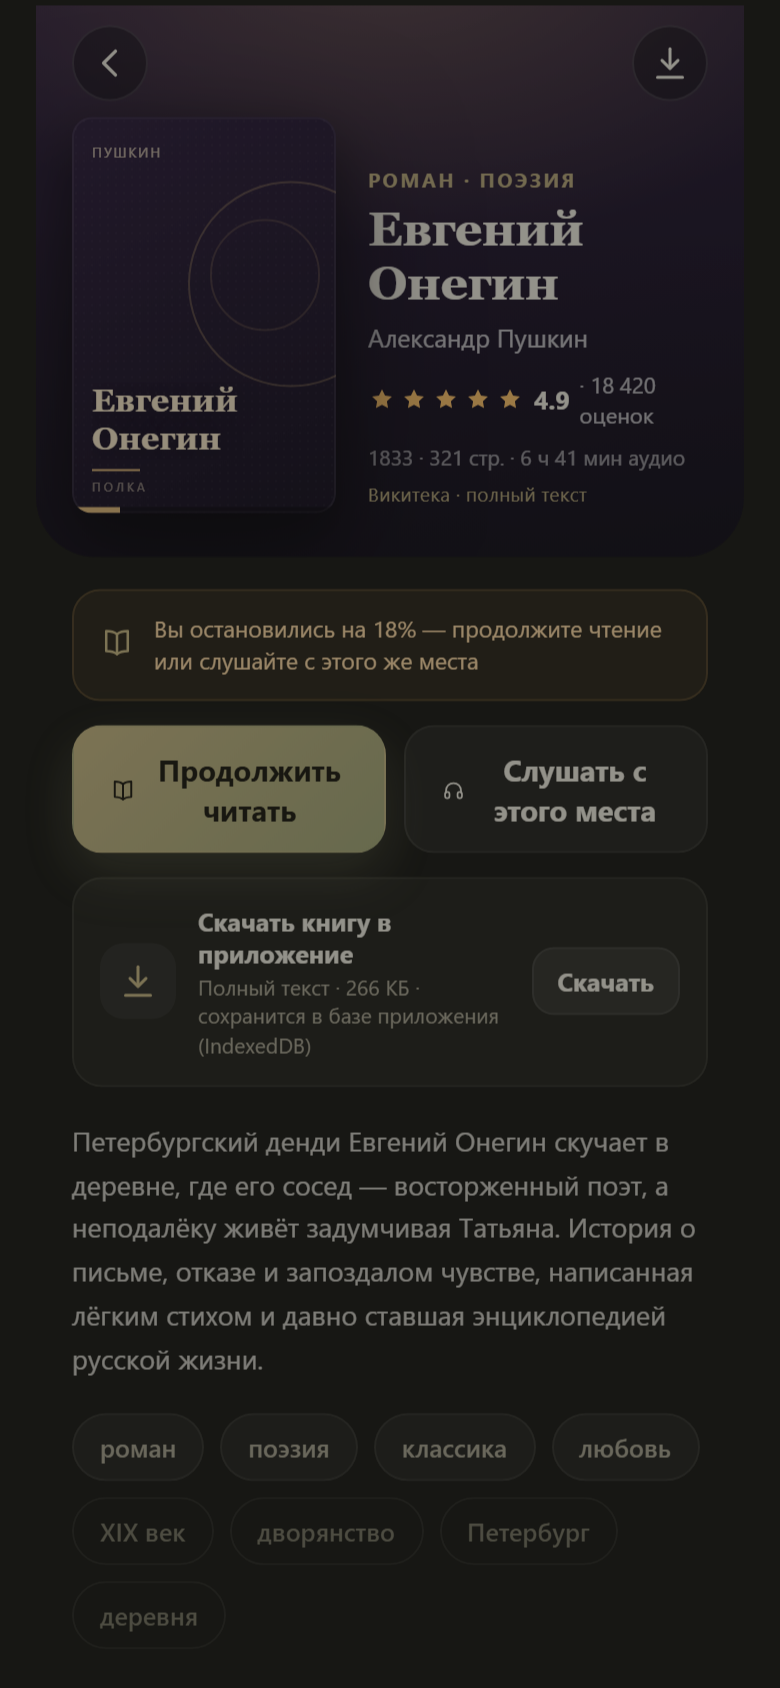 ПУШКИН
Евгений
Онегин
ПОЛКА
РОМАН · ПОЭЗИЯ
Евгений
Онегин
Александр Пушкин
4.9 · 18 420
оценок
1833 · 321 стр. · 6 ч 41 мин аудио
Викитека · полный текст
Вы остановились на 18% — продолжите чтение
или слушайте с этого же места
Продолжить
читать
Слушать с
этого места
Скачать книгу в
приложение
Полный текст · 266 КБ ·
сохранится в базе приложения
(IndexedDB)
Скачать
Петербургский денди Евгений Онегин скучает в
деревне, где его сосед — восторженный поэт, а
неподалёку живёт задумчивая Татьяна. История о
письме, отказе и запоздалом чувстве, написанная
лёгким стихом и давно ставшая энциклопедией
русской жизни.
роман поэзия классика любовь
XIX век дворянство Петербург
деревня